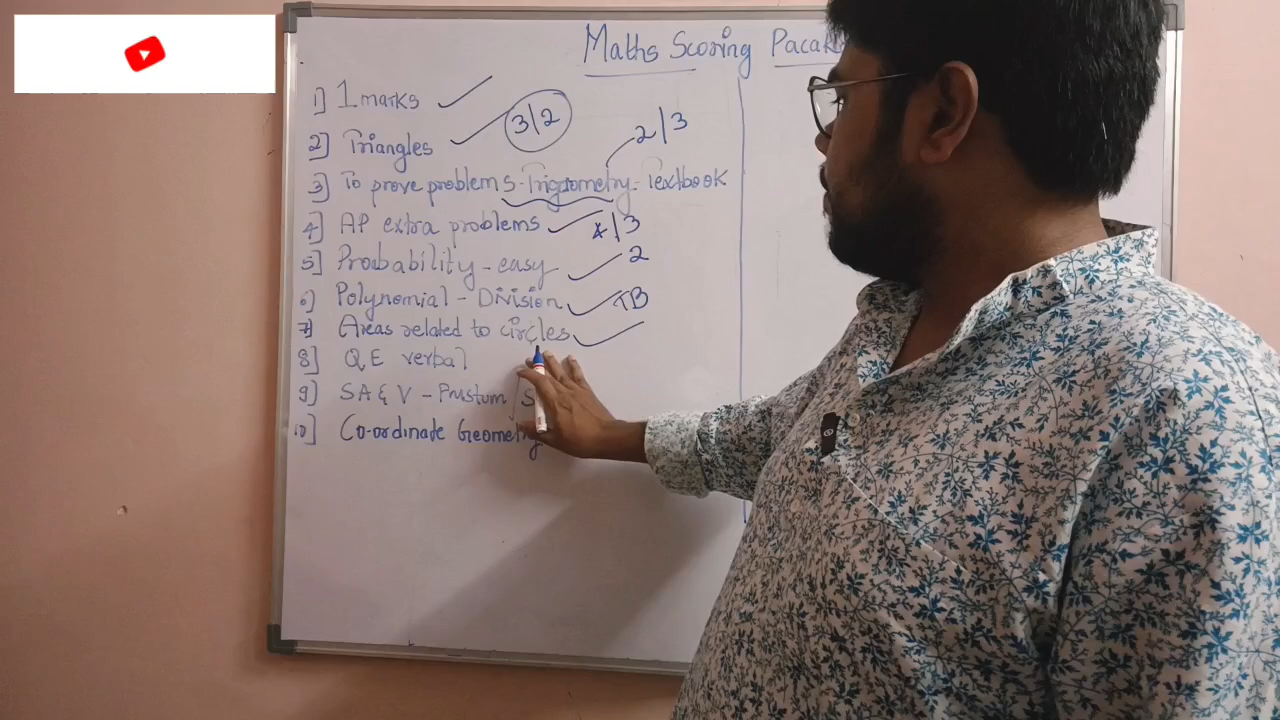 Maths Scoring
1] 1 marks
3/2
2] Triangles
2/3
3] To prove problems - Trignometry - Textbook
4] AP extra problems
/3
5] Probability - easy 2
6] Polynomial - Division TB
7] Areas related to circles
8] QE verbal
9] SA & V - Frustum /
10] Co-ordinate Geometry